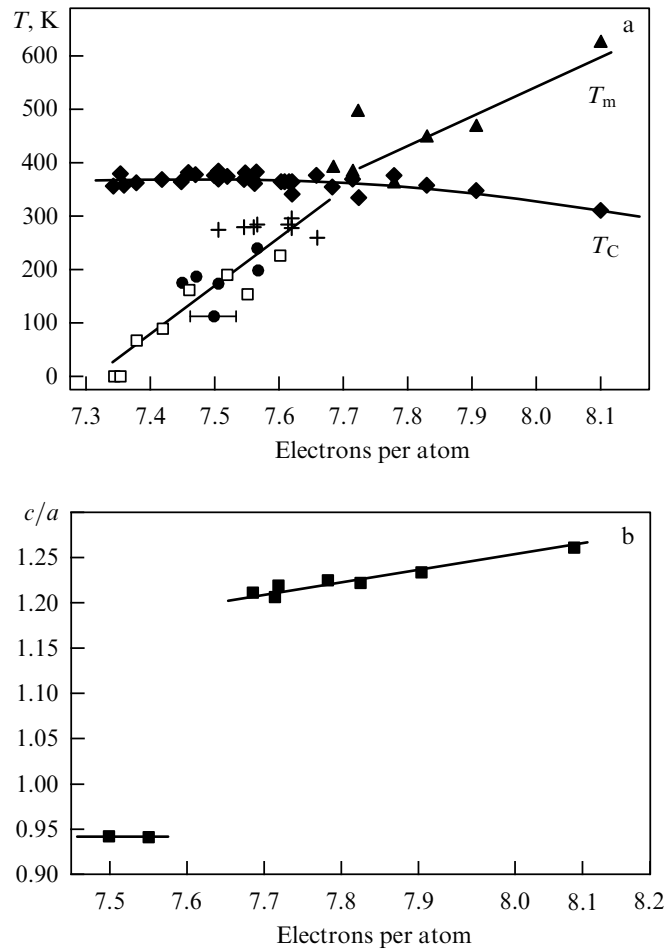 T, K
a
600
500
400
300
200
100
0
T_m
T_C
7.3 7.4 7.5 7.6 7.7 7.8 7.9 8.0 8.1
Electrons per atom
c/a
b
1.25
1.20
1.15
1.10
1.05
1.00
0.95
0.90
7.5 7.6 7.7 7.8 7.9 8.0 8.1 8.2
Electrons per atom